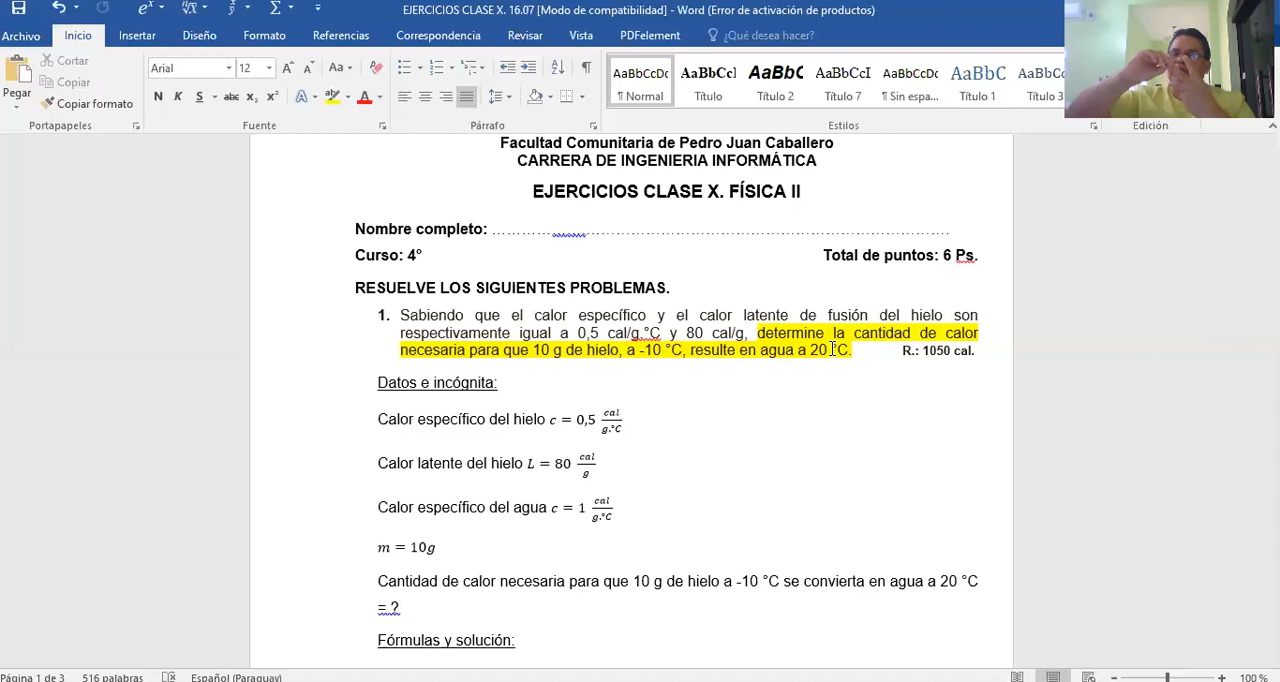 EJERCICIOS CLASE X. 16.07 [Modo de compatibilidad] - Word (Error de activación de productos)
Archivo Inicio Insertar Diseño Formato Referencias Correspondencia Revisar Vista PDFelement ¿Qué desea hacer?
Pegar
Cortar
Copiar
Copiar formato
Portapapeles
Arial 12
Fuente
Párrafo
AaBbCcDc AaBbCcl AaBbC AaBbCcI AaBbCcDc AaBbC AaBbC
¶ Normal Título Título 2 Título 7 ¶ Sin espa... Título 1 Título 3
Estilos
Edición
Facultad Comunitaria de Pedro Juan Caballero
CARRERA DE INGENIERIA INFORMÁTICA
EJERCICIOS CLASE X. FÍSICA II
Nombre completo: ……………………………………………………………………
Curso: 4° Total de puntos: 6 Ps.
RESUELVE LOS SIGUIENTES PROBLEMAS.
1. Sabiendo que el calor específico y el calor latente de fusión del hielo son
respectivamente igual a 0,5 cal/g.°C y 80 cal/g, determine la cantidad de calor
necesaria para que 10 g de hielo, a -10 °C, resulte en agua a 20 °C. R.: 1050 cal.
Datos e incógnita:
Calor específico del hielo c = 0,5 cal/g.°C
Calor latente del hielo L = 80 cal/g
Calor específico del agua c = 1 cal/g.°C
m = 10g
Cantidad de calor necesaria para que 10 g de hielo a -10 °C se convierta en agua a 20 °C
= ?
Fórmulas y solución:
Página 1 de 3 516 palabras Español (Paraguay) 100 %